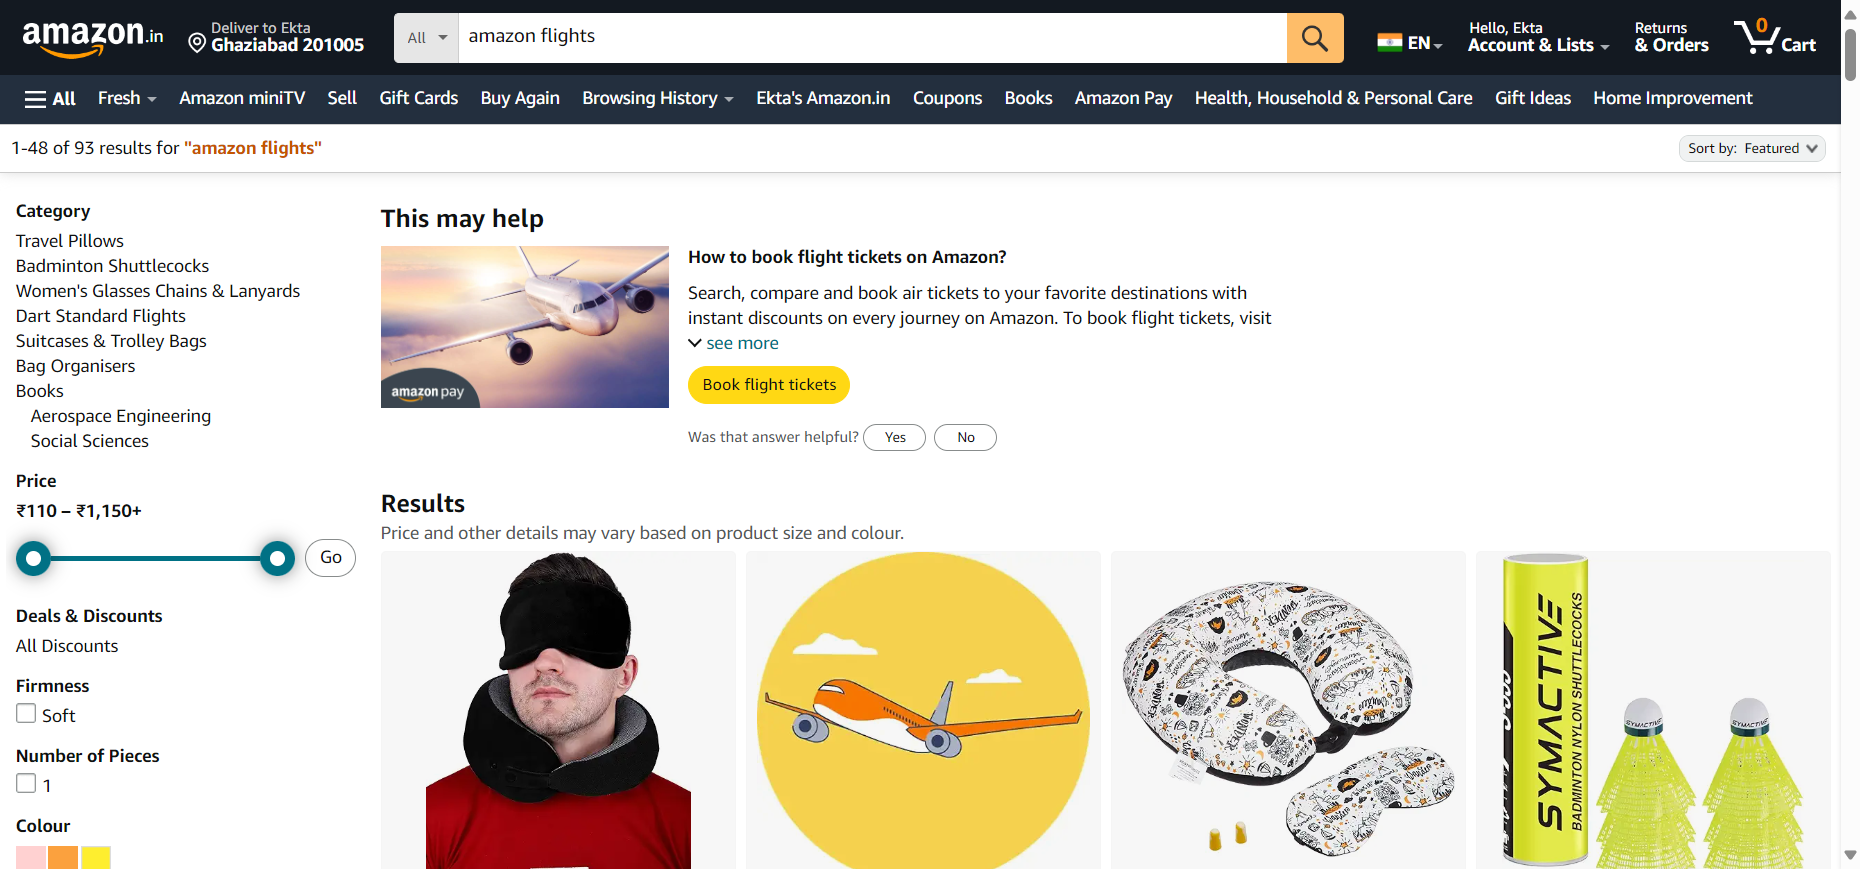 amazon.in
Deliver to Ekta
Ghaziabad 201005
All
amazon flights
EN
Hello, Ekta
Account & Lists
Returns
& Orders
0
Cart
All
Fresh
Amazon miniTV
Sell
Gift Cards
Buy Again
Browsing History
Ekta's Amazon.in
Coupons
Books
Amazon Pay
Health, Household & Personal Care
Gift Ideas
Home Improvement
1-48 of 93 results for "amazon flights"
Sort by: Featured
Category
Travel Pillows
Badminton Shuttlecocks
Women's Glasses Chains & Lanyards
Dart Standard Flights
Suitcases & Trolley Bags
Bag Organisers
Books
Aerospace Engineering
Social Sciences
Price
₹110 – ₹1,150+
Go
Deals & Discounts
All Discounts
Firmness
Soft
Number of Pieces
1
Colour
This may help
amazon pay
How to book flight tickets on Amazon?
Search, compare and book air tickets to your favorite destinations with
instant discounts on every journey on Amazon. To book flight tickets, visit
see more
Book flight tickets
Was that answer helpful?
Yes
No
Results
Price and other details may vary based on product size and colour.
SYMACTIVE
BADMINTON NYLON SHUTTLECOCKS
SYMACTIVE
SYMACTIVE